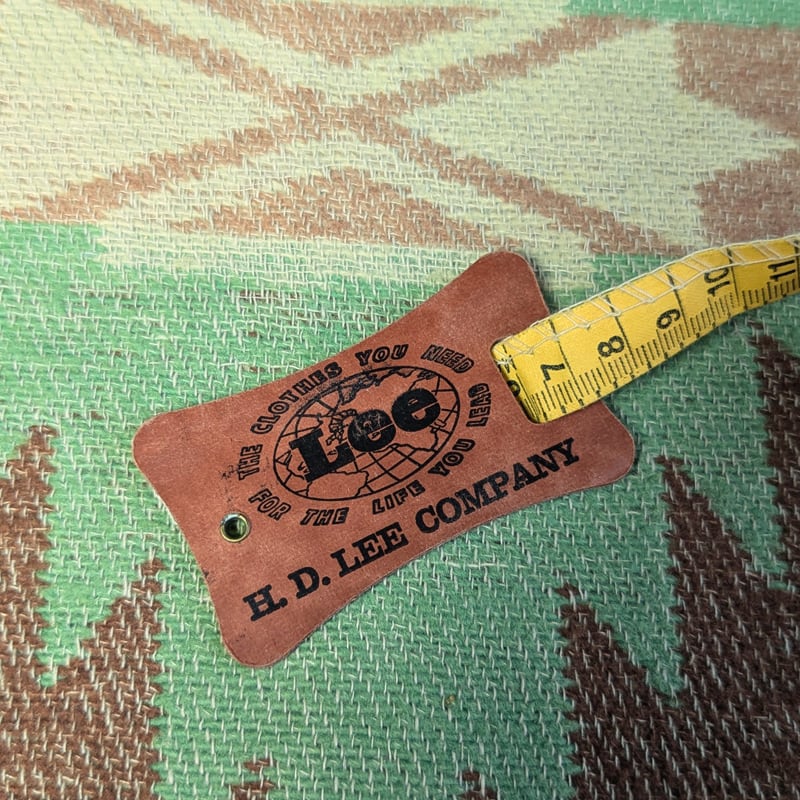 THE CLOTHES YOU NEED
Lee
FOR THE LIFE YOU LEAD
H. D. LEE COMPANY
7 8 9 10 11